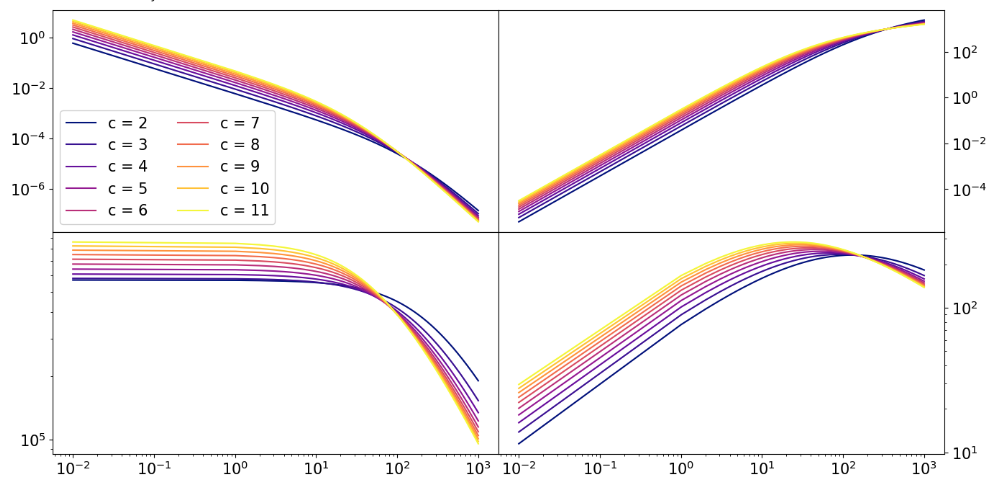 10⁰
10⁻²
10⁻⁴
10⁻⁶
c = 2
c = 3
c = 4
c = 5
c = 6
c = 7
c = 8
c = 9
c = 10
c = 11
10²
10⁰
10⁻²
10⁻⁴
10⁵
10²
10¹
10⁻² 10⁻¹ 10⁰ 10¹ 10² 10³ 10⁻² 10⁻¹ 10⁰ 10¹ 10² 10³